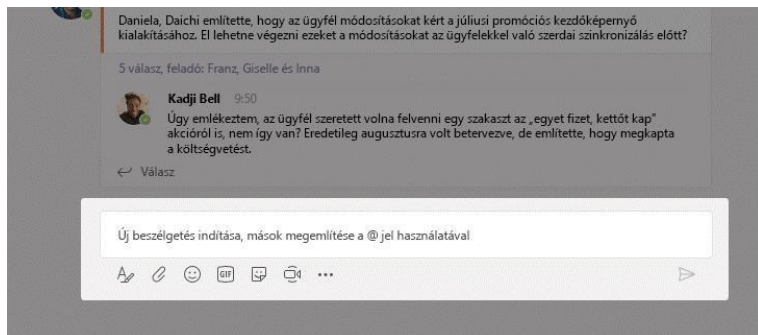 Daniela, Daichi említette, hogy az ügyfél módosításokat kért a júliusi promóciós kezdőképernyő
kialakításához. El lehetne végezni ezeket a módosításokat az ügyfelekkel való szerdai szinkronizálás előtt?
5 válasz, feladó: Franz, Giselle és Inna
Kadji Bell 9:50
Úgy emlékeztem, az ügyfél szeretett volna felvenni egy szakaszt az „egyet fizet, kettőt kap”
akcióról is, nem így van? Eredetileg augusztusra volt betervezve, de említette, hogy megkapta
a költségvetést.
Válasz
Új beszélgetés indítása, mások megemlítése a @ jel használatával
GIF